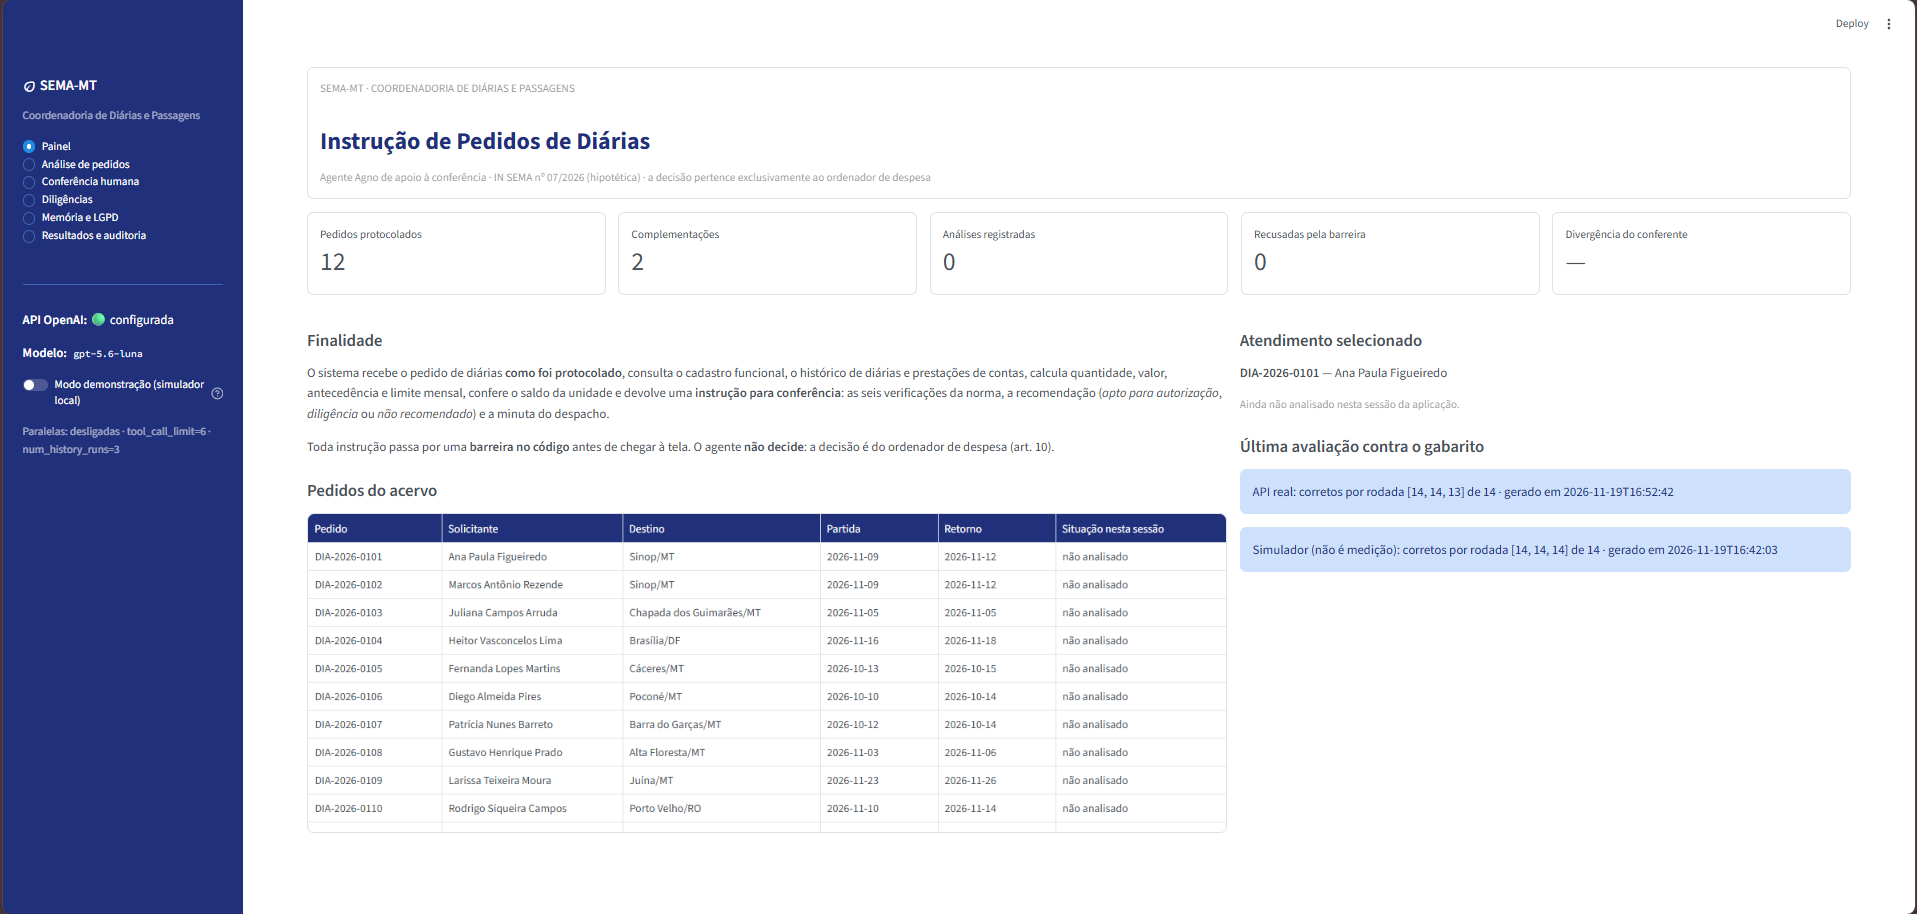 Deploy
SEMA-MT
Coordenadoria de Diárias e Passagens
Painel
Análise de pedidos
Conferência humana
Diligências
Memória e LGPD
Resultados e auditoria
API OpenAI: configurada
Modelo: gpt-5.6-luna
Modo demonstração (simulador
local)
Paralelas: desligadas · tool_call_limit=6 ·
num_history_runs=3
SEMA-MT · COORDENADORIA DE DIÁRIAS E PASSAGENS
Instrução de Pedidos de Diárias
Agente Agno de apoio à conferência · IN SEMA nº 07/2026 (hipotética) · a decisão pertence exclusivamente ao ordenador de despesa
Pedidos protocolados
12
Complementações
2
Análises registradas
0
Recusadas pela barreira
0
Divergência do conferente
—
Finalidade
O sistema recebe o pedido de diárias como foi protocolado, consulta o cadastro funcional, o histórico de diárias e prestações de contas, calcula quantidade, valor,
antecedência e limite mensal, confere o saldo da unidade e devolve uma instrução para conferência: as seis verificações da norma, a recomendação (apto para autorização,
diligência ou não recomendado) e a minuta do despacho.
Toda instrução passa por uma barreira no código antes de chegar à tela. O agente não decide: a decisão é do ordenador de despesa (art. 10).
Pedidos do acervo
Pedido Solicitante Destino Partida Retorno Situação nesta sessão
DIA-2026-0101 Ana Paula Figueiredo Sinop/MT 2026-11-09 2026-11-12 não analisado
DIA-2026-0102 Marcos Antônio Rezende Sinop/MT 2026-11-09 2026-11-12 não analisado
DIA-2026-0103 Juliana Campos Arruda Chapada dos Guimarães/MT 2026-11-05 2026-11-05 não analisado
DIA-2026-0104 Heitor Vasconcelos Lima Brasília/DF 2026-11-16 2026-11-18 não analisado
DIA-2026-0105 Fernanda Lopes Martins Cáceres/MT 2026-10-13 2026-10-15 não analisado
DIA-2026-0106 Diego Almeida Pires Poconé/MT 2026-10-10 2026-10-14 não analisado
DIA-2026-0107 Patrícia Nunes Barreto Barra do Garças/MT 2026-10-12 2026-10-14 não analisado
DIA-2026-0108 Gustavo Henrique Prado Alta Floresta/MT 2026-11-03 2026-11-06 não analisado
DIA-2026-0109 Larissa Teixeira Moura Juína/MT 2026-11-23 2026-11-26 não analisado
DIA-2026-0110 Rodrigo Siqueira Campos Porto Velho/RO 2026-11-10 2026-11-14 não analisado
Atendimento selecionado
DIA-2026-0101 — Ana Paula Figueiredo
Ainda não analisado nesta sessão da aplicação.
Última avaliação contra o gabarito
API real: corretos por rodada [14, 14, 13] de 14 · gerado em 2026-11-19T16:52:42
Simulador (não é medição): corretos por rodada [14, 14, 14] de 14 · gerado em 2026-11-19T16:42:03